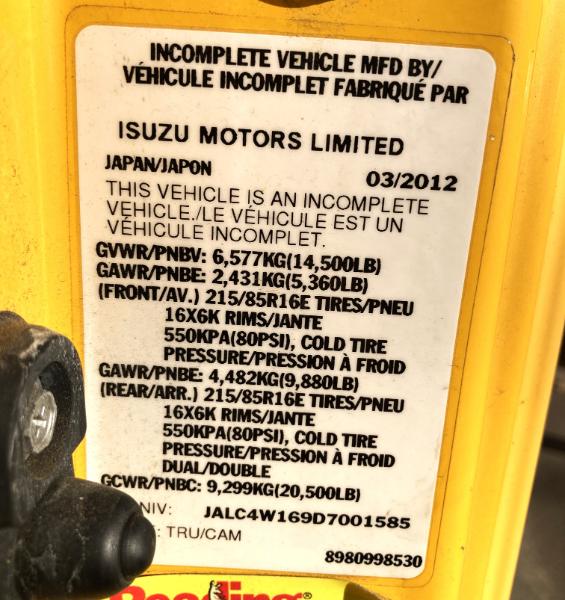 INCOMPLETE VEHICLE MFD BY/
VÉHICULE INCOMPLET FABRIQUÉ PAR
ISUZU MOTORS LIMITED
JAPAN/JAPON 03/2012
THIS VEHICLE IS AN INCOMPLETE
VEHICLE./LE VÉHICULE EST UN
VÉHICULE INCOMPLET.
GVWR/PNBV: 6,577KG(14,500LB)
GAWR/PNBE: 2,431KG(5,360LB)
(FRONT/AV.) 215/85R16E TIRES/PNEU
16X6K RIMS/JANTE
550KPA(80PSI), COLD TIRE
PRESSURE/PRESSION À FROID
GAWR/PNBE: 4,482KG(9,880LB)
(REAR/ARR.) 215/85R16E TIRES/PNEU
16X6K RIMS/JANTE
550KPA(80PSI), COLD TIRE
PRESSURE/PRESSION À FROID
DUAL/DOUBLE
GCWR/PNBC: 9,299KG(20,500LB)
NIV: JALC4W169D7001585
: TRU/CAM
8980998530
Reading®